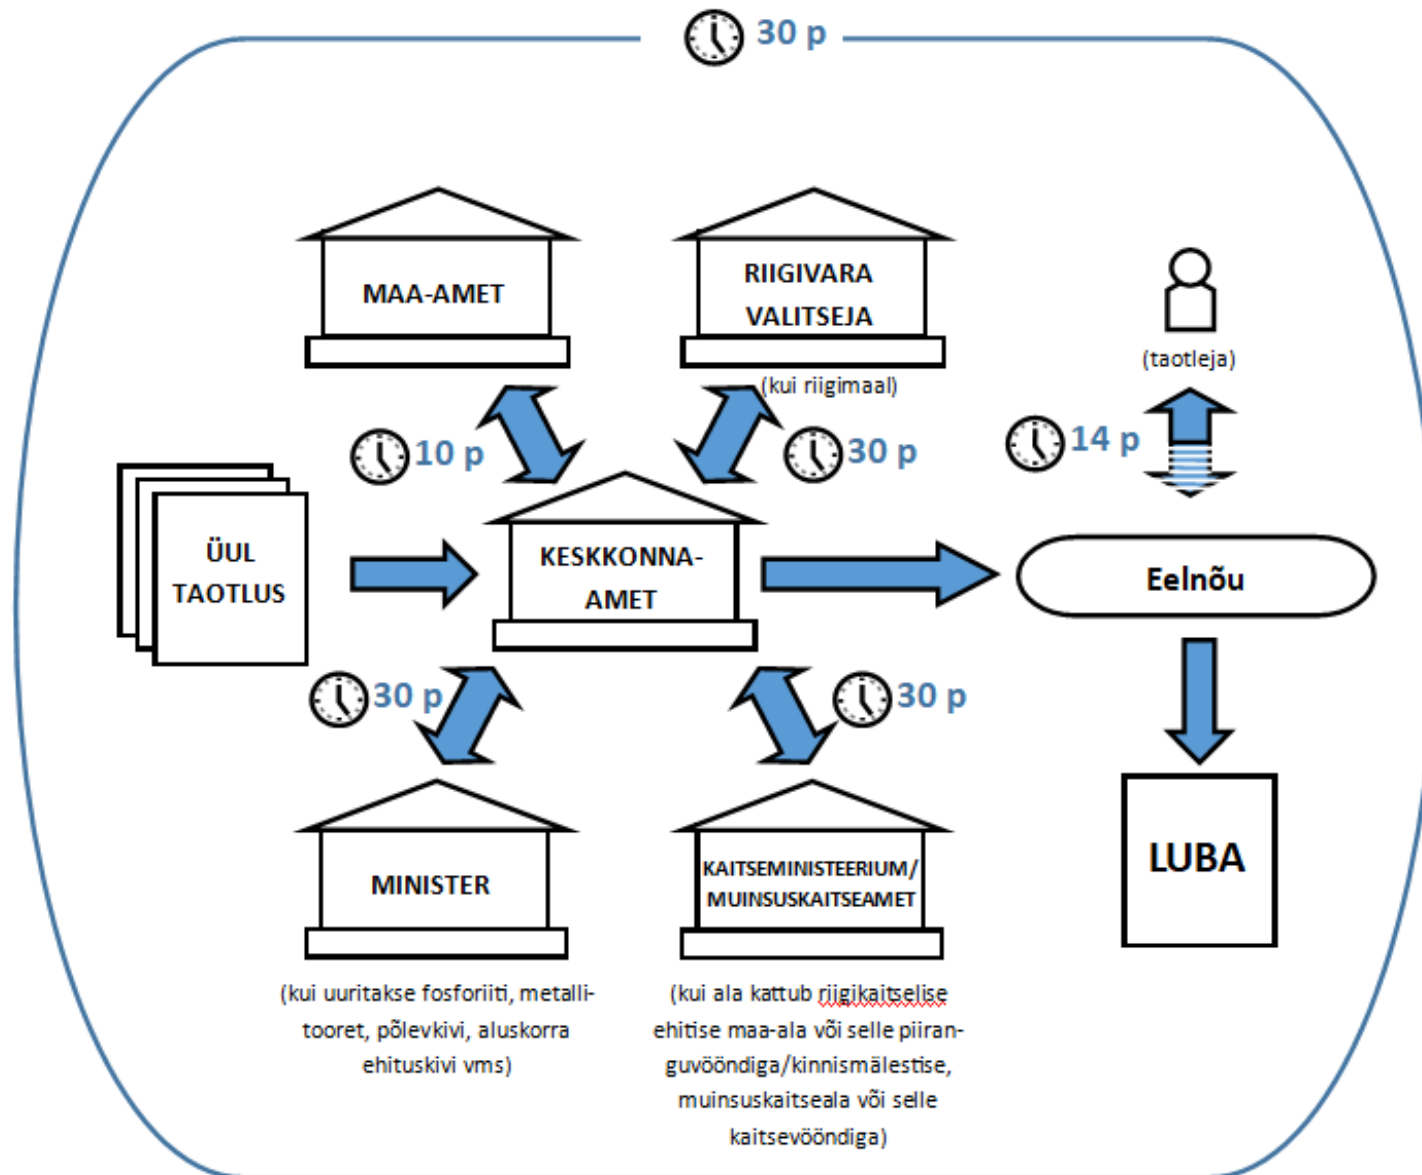 30 p
MAA-AMET
RIIGIVARA
VALITSEJA
(kui riigimaal)
(taotleja)
10 p
30 p
14 p
ÜUL
TAOTLUS
KESKKONNA-
AMET
Eelnõu
30 p
30 p
MINISTER
KAITSEMINISTEERIUM/
MUINSUSKAITSEAMET
LUBA
(kui uuritakse fosforiiti, metalli-
tooret, põlevkivi, aluskorra
ehituskivi vms)
(kui ala kattub riigikaitselise
ehitise maa-ala või selle piiran-
guvööndiga/kinnismälestise,
muinsuskaitseala või selle
kaitsevööndiga)